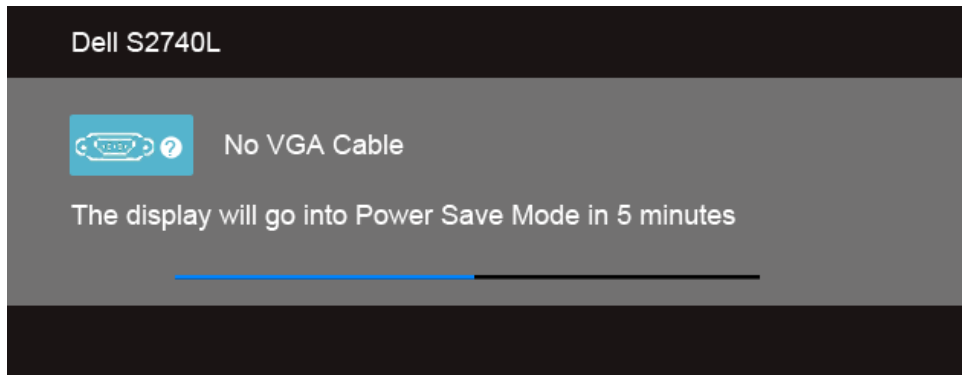 Dell S2740L
No VGA Cable
The display will go into Power Save Mode in 5 minutes